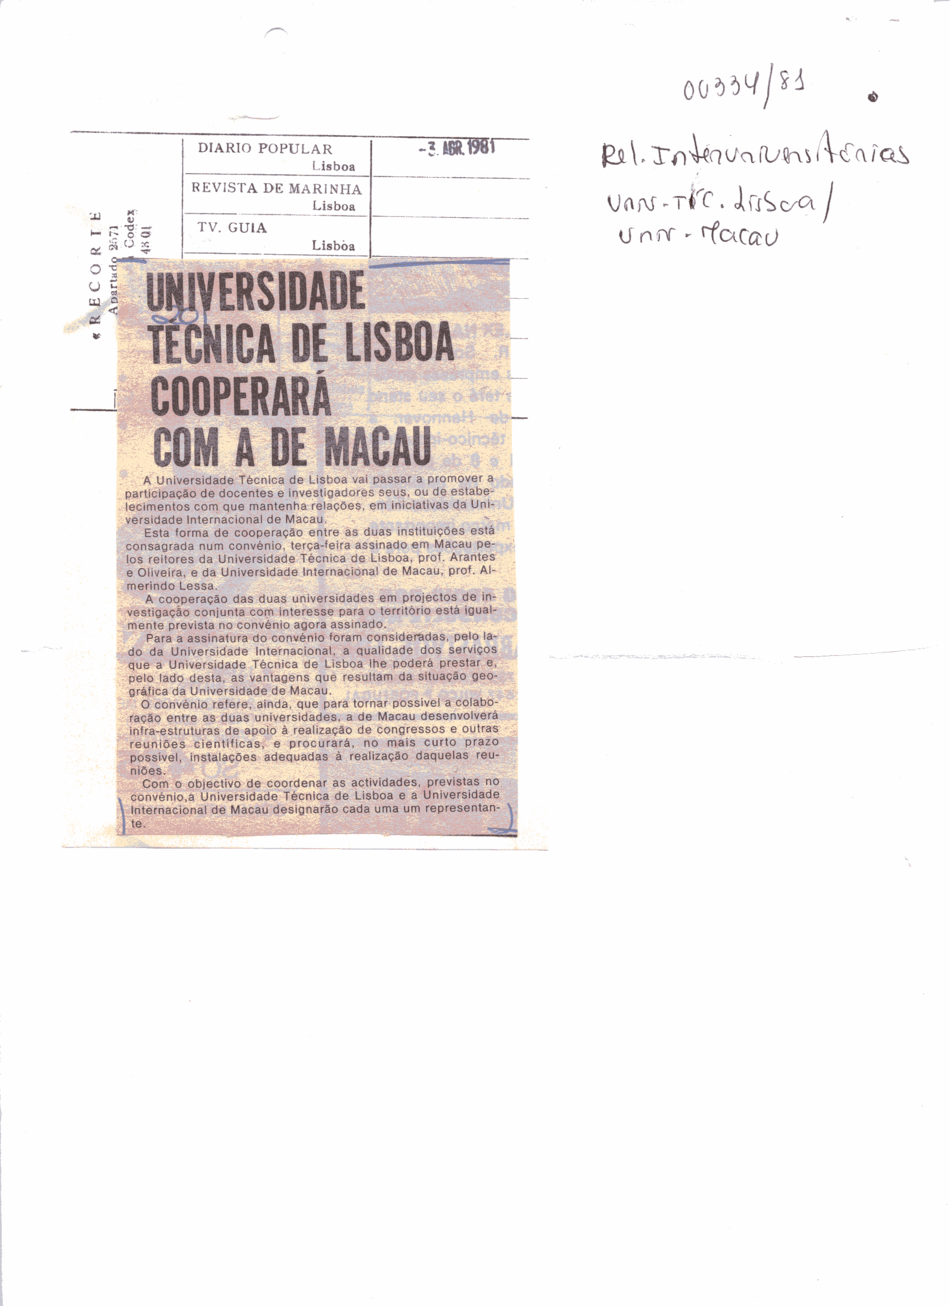 00334/81
Rel. Interuniversitárias
Univ. Téc. Lisboa/
Univ. Macau
DIARIO POPULAR
Lisboa
REVISTA DE MARINHA
Lisboa
TV. GUIA
Lisboa
-3. ABR. 1981
« RECORTE
Apartado 2571
Codex
UNIVERSIDADE
TÉCNICA DE LISBOA
COOPERARÁ
COM A DE MACAU
A Universidade Técnica de Lisboa vai passar a promover a
participação de docentes e investigadores seus, ou de estabe-
lecimentos com que mantenha relações, em iniciativas da Uni-
versidade Internacional de Macau.
Esta forma de cooperação entre as duas instituições está
consagrada num convénio, terça-feira assinado em Macau pe-
los reitores da Universidade Técnica de Lisboa, prof. Arantes
e Oliveira, e da Universidade Internacional de Macau, prof. Al-
merindo Lessa.
A cooperação das duas universidades em projectos de in-
vestigação conjunta com interesse para o território está igual-
mente prevista no convénio agora assinado.
Para a assinatura do convénio foram consideradas, pelo la-
do da Universidade Internacional, a qualidade dos serviços
que a Universidade Técnica de Lisboa lhe poderá prestar e,
pelo lado desta, as vantagens que resultam da situação geo-
gráfica da Universidade de Macau.
O convénio refere, ainda, que para tornar possível a colabo-
ração entre as duas universidades, a de Macau desenvolverá
infra-estruturas de apoio à realização de congressos e outras
reuniões científicas, e procurará, no mais curto prazo
possível, instalações adequadas à realização daquelas reu-
niões.
Com o objectivo de coordenar as actividades, previstas no
convénio,a Universidade Técnica de Lisboa e a Universidade
Internacional de Macau designarão cada uma um representan-
te.